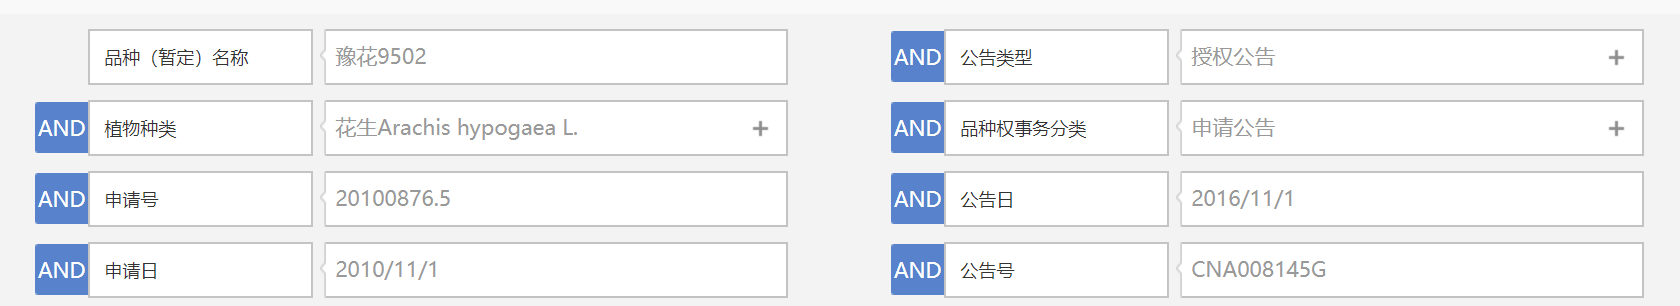 品种（暂定）名称 豫花9502 AND 公告类型 授权公告 +
AND 植物种类 花生Arachis hypogaea L. + AND 品种权事务分类 申请公告 +
AND 申请号 20100876.5 AND 公告日 2016/11/1
AND 申请日 2010/11/1 AND 公告号 CNA008145G